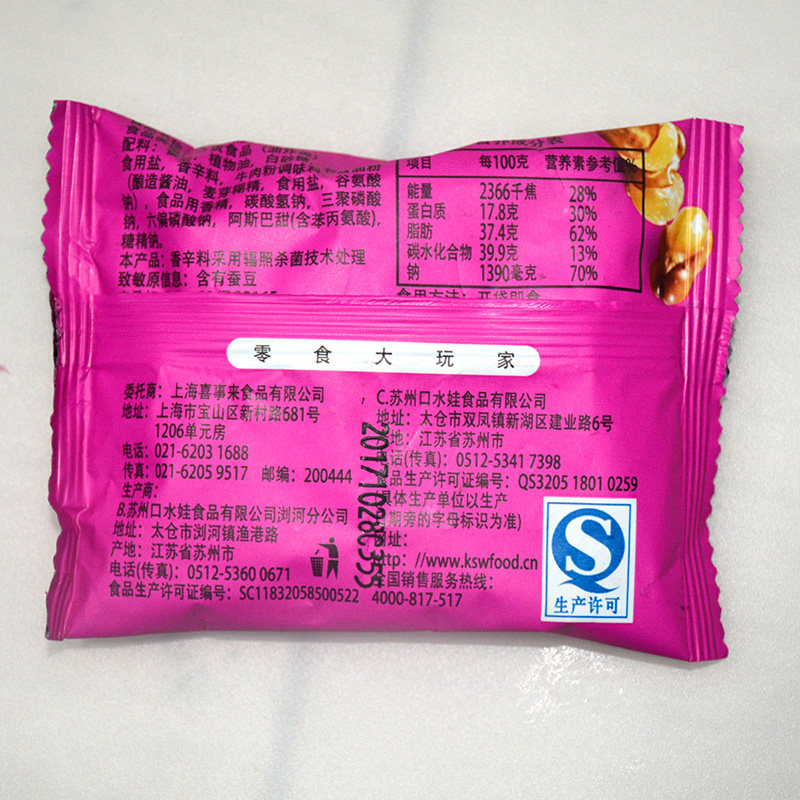 配料:
食用盐,香辛料,牛肉粉调味料
(酿造酱油,麦芽糊精,食用盐,谷氨酸
钠),食用香精,碳酸氢钠,三聚磷酸
钠,六偏磷酸钠,阿斯巴甜(含苯丙氨酸),
糖精钠。
本产品:香辛料采用辐照杀菌技术处理
致敏原信息:含有蚕豆
项目 每100克 营养素参考值%
能量 2366千焦 28%
蛋白质 17.8克 30%
脂肪 37.4克 62%
碳水化合物 39.9克 13%
钠 1390毫克 70%
食用方法:开袋即食
零食大玩家
委托商:上海喜事来食品有限公司
地址:上海市宝山区新村路681号
1206单元房
电话:021-6203 1688
传真:021-6205 9517 邮编:200444
生产商:
B.苏州口水娃食品有限公司浏河分公司
地址:太仓市浏河镇渔港路
产地:江苏省苏州市
电话(传真):0512-5360 0671
食品生产许可证编号:SC11832058500522
C.苏州口水娃食品有限公司
地址:太仓市双凤镇新湖区建业路6号
地:江苏省苏州市
话(传真):0512-5341 7398
食品生产许可证编号:QS3205 1801 0259
具体生产单位以生产
期旁的字母标识为准)
网址:
http://www.kswfood.cn
全国销售服务热线:
4000-817-517
20171028
QS
生产许可